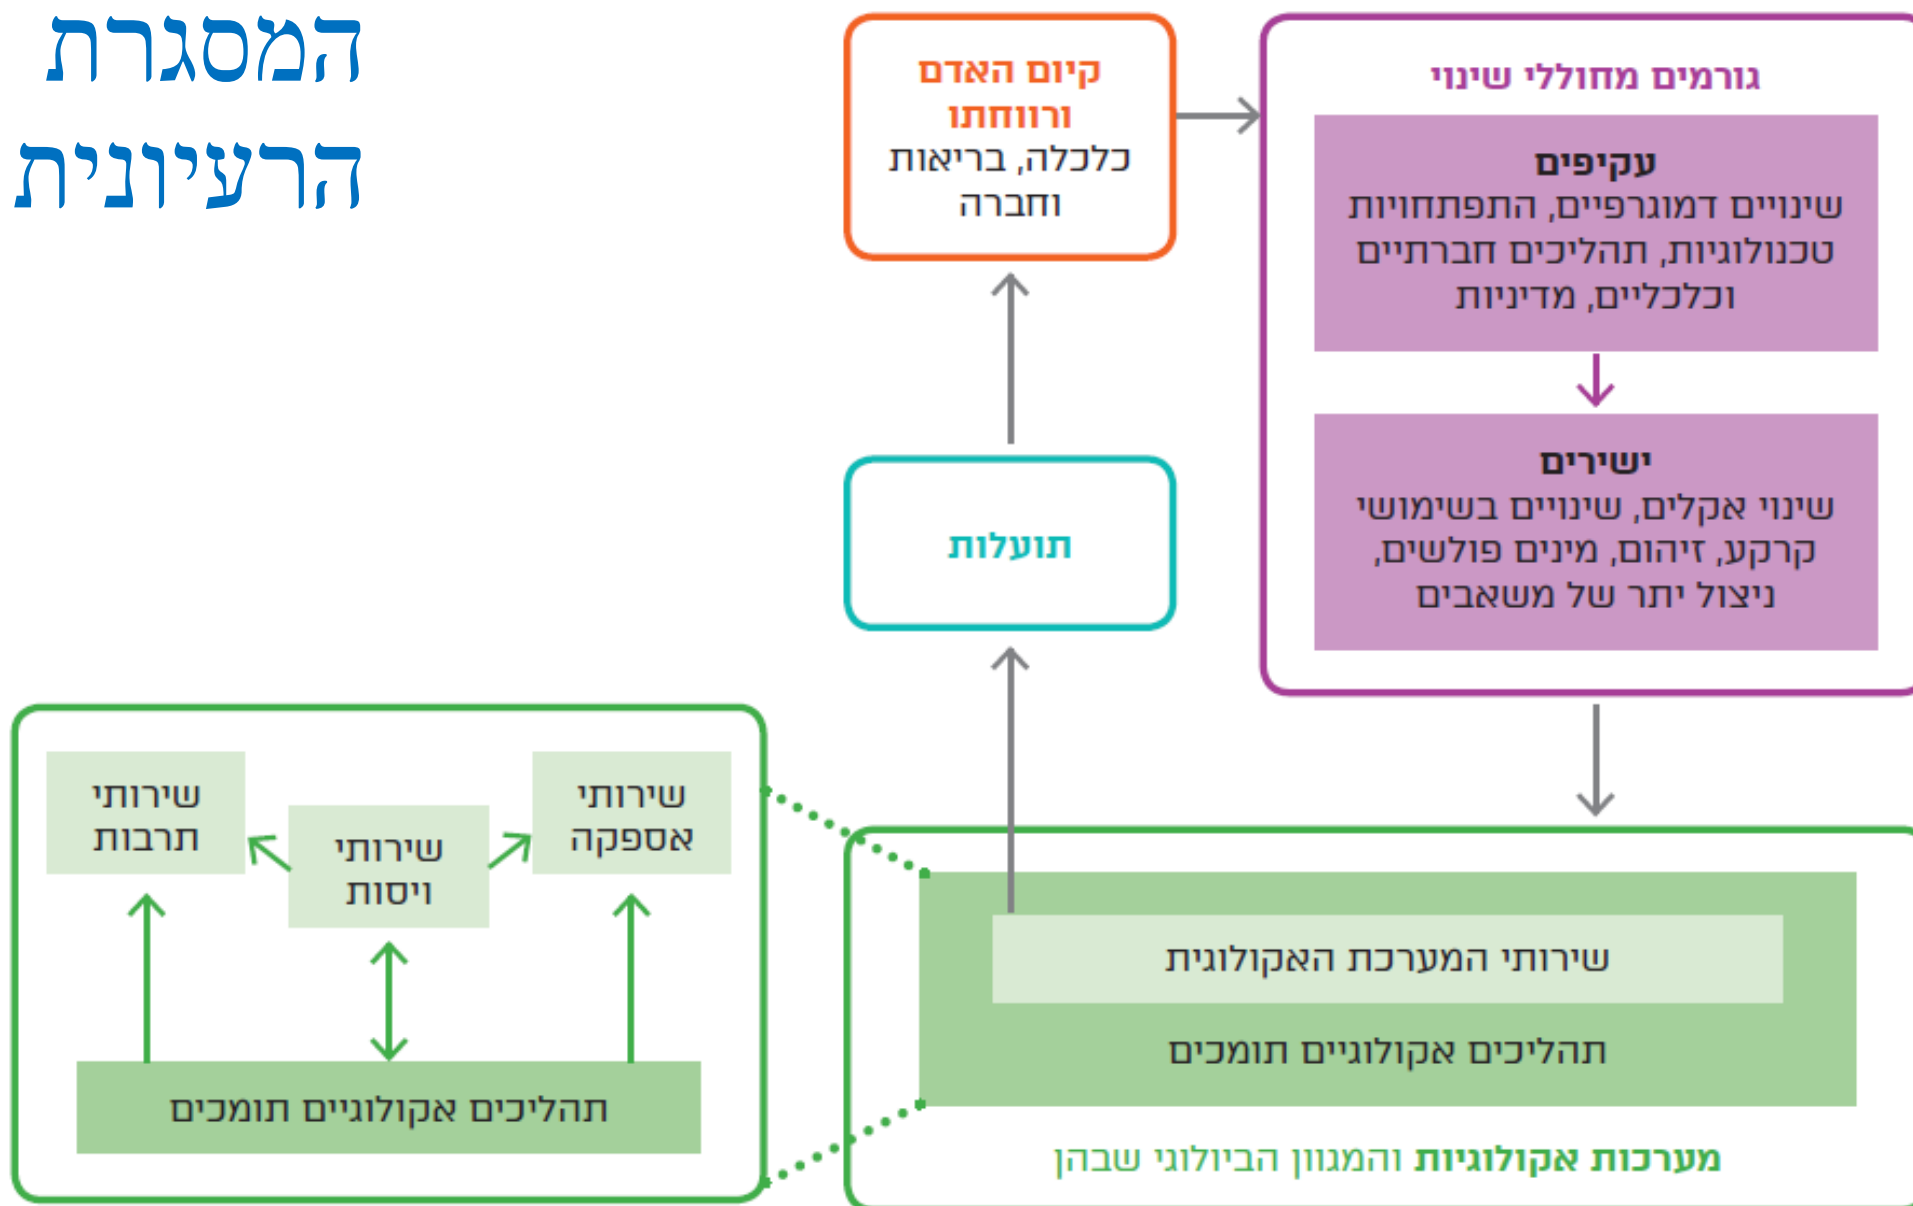 המסגרת
הרעיונית
קיום האדם
ורווחתו
כלכלה, בריאות
וחברה
גורמים מחוללי שינוי
עקיפים
שינויים דמוגרפיים, התפתחויות
טכנולוגיות, תהליכים חברתיים
וכלכליים, מדיניות
ישירים
שינוי אקלים, שינויים בשימושי
קרקע, זיהום, מינים פולשים,
ניצול יתר של משאבים
תועלות
שירותי המערכת האקולוגית
תהליכים אקולוגיים תומכים
מערכות אקולוגיות והמגוון הביולוגי שבהן
שירותי
אספקה
שירותי
ויסות
שירותי
תרבות
תהליכים אקולוגיים תומכים